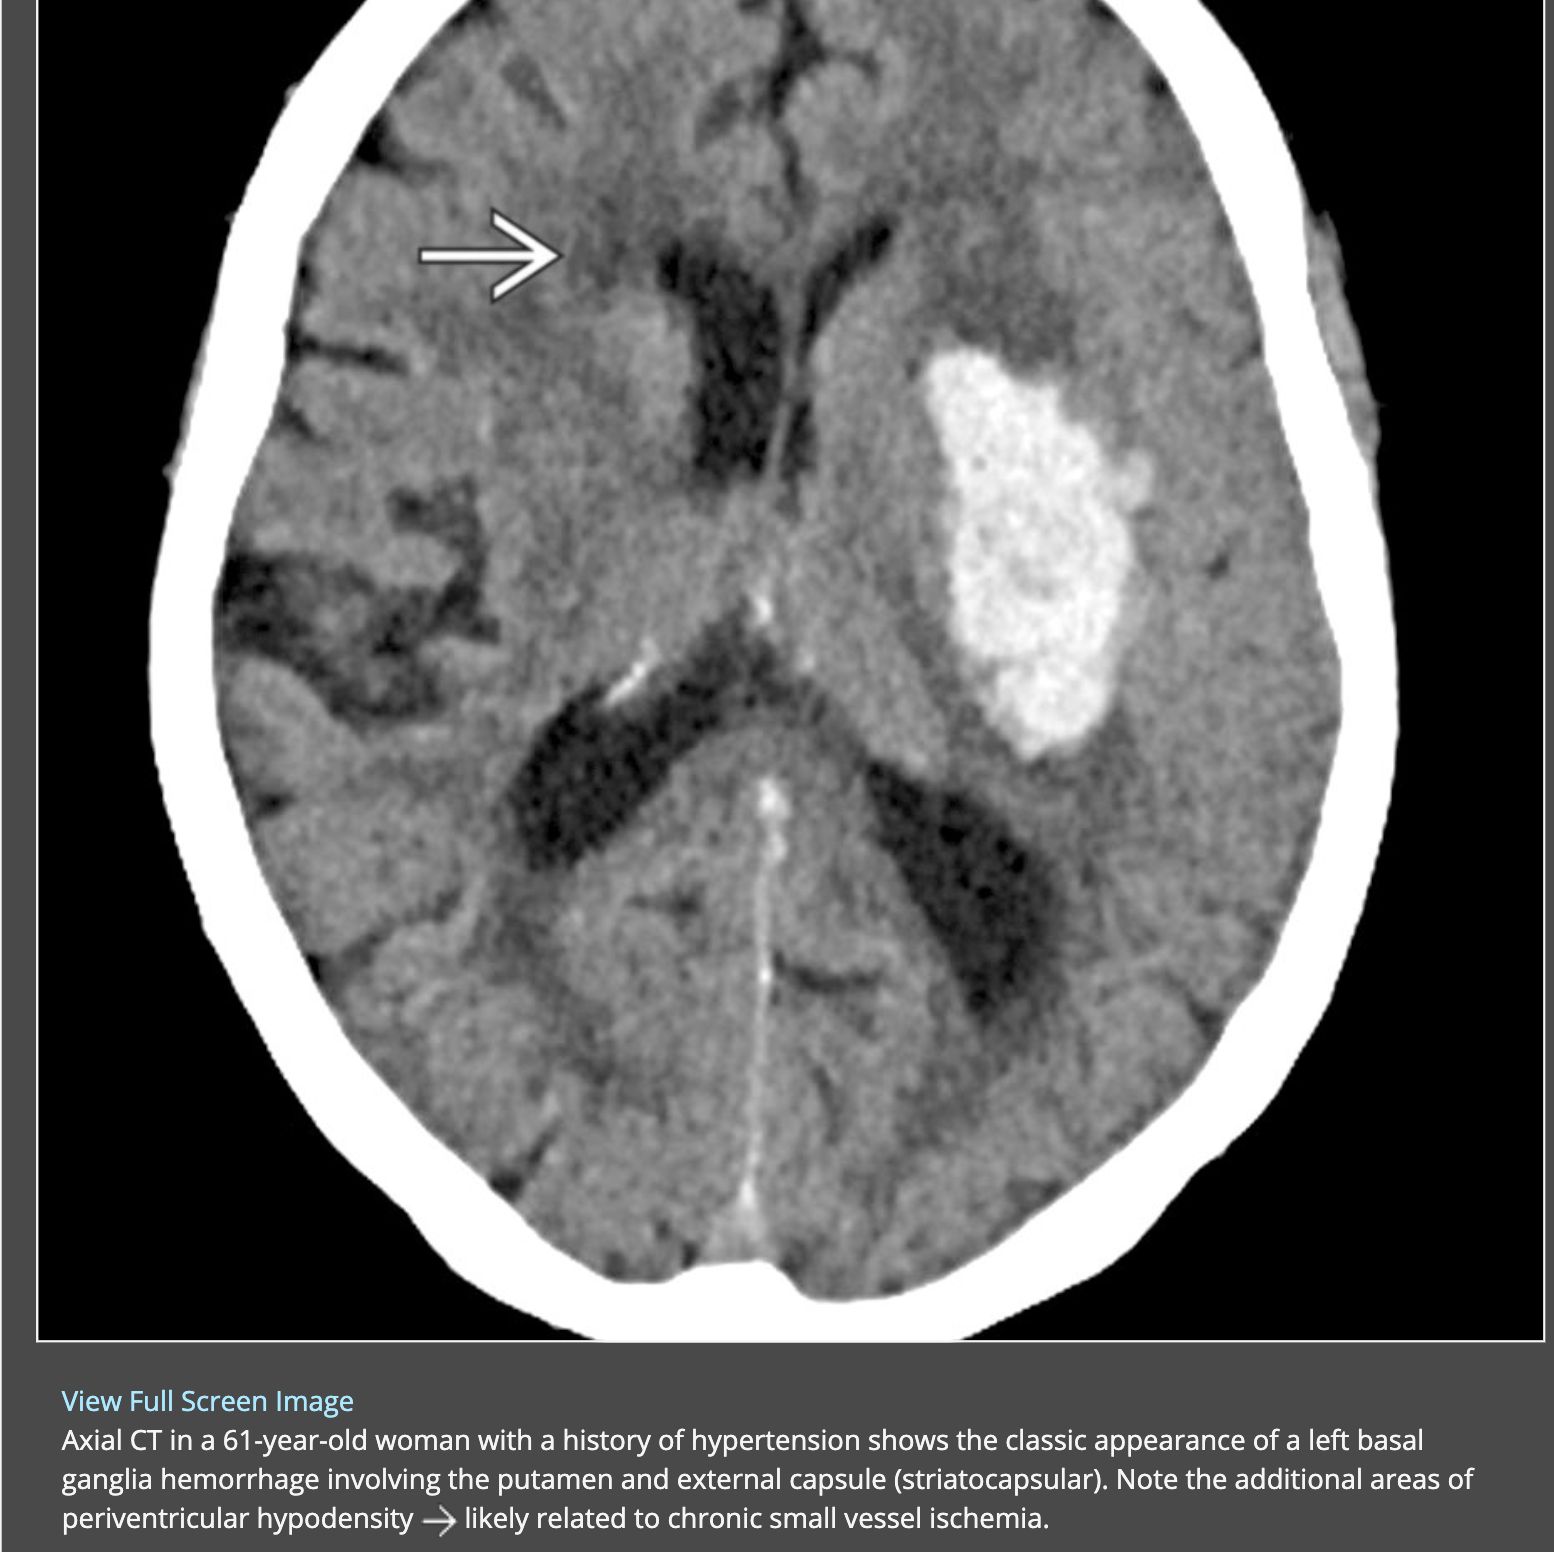 View Full Screen Image
Axial CT in a 61-year-old woman with a history of hypertension shows the classic appearance of a left basal
ganglia hemorrhage involving the putamen and external capsule (striatocapsular). Note the additional areas of
periventricular hypodensity → likely related to chronic small vessel ischemia.